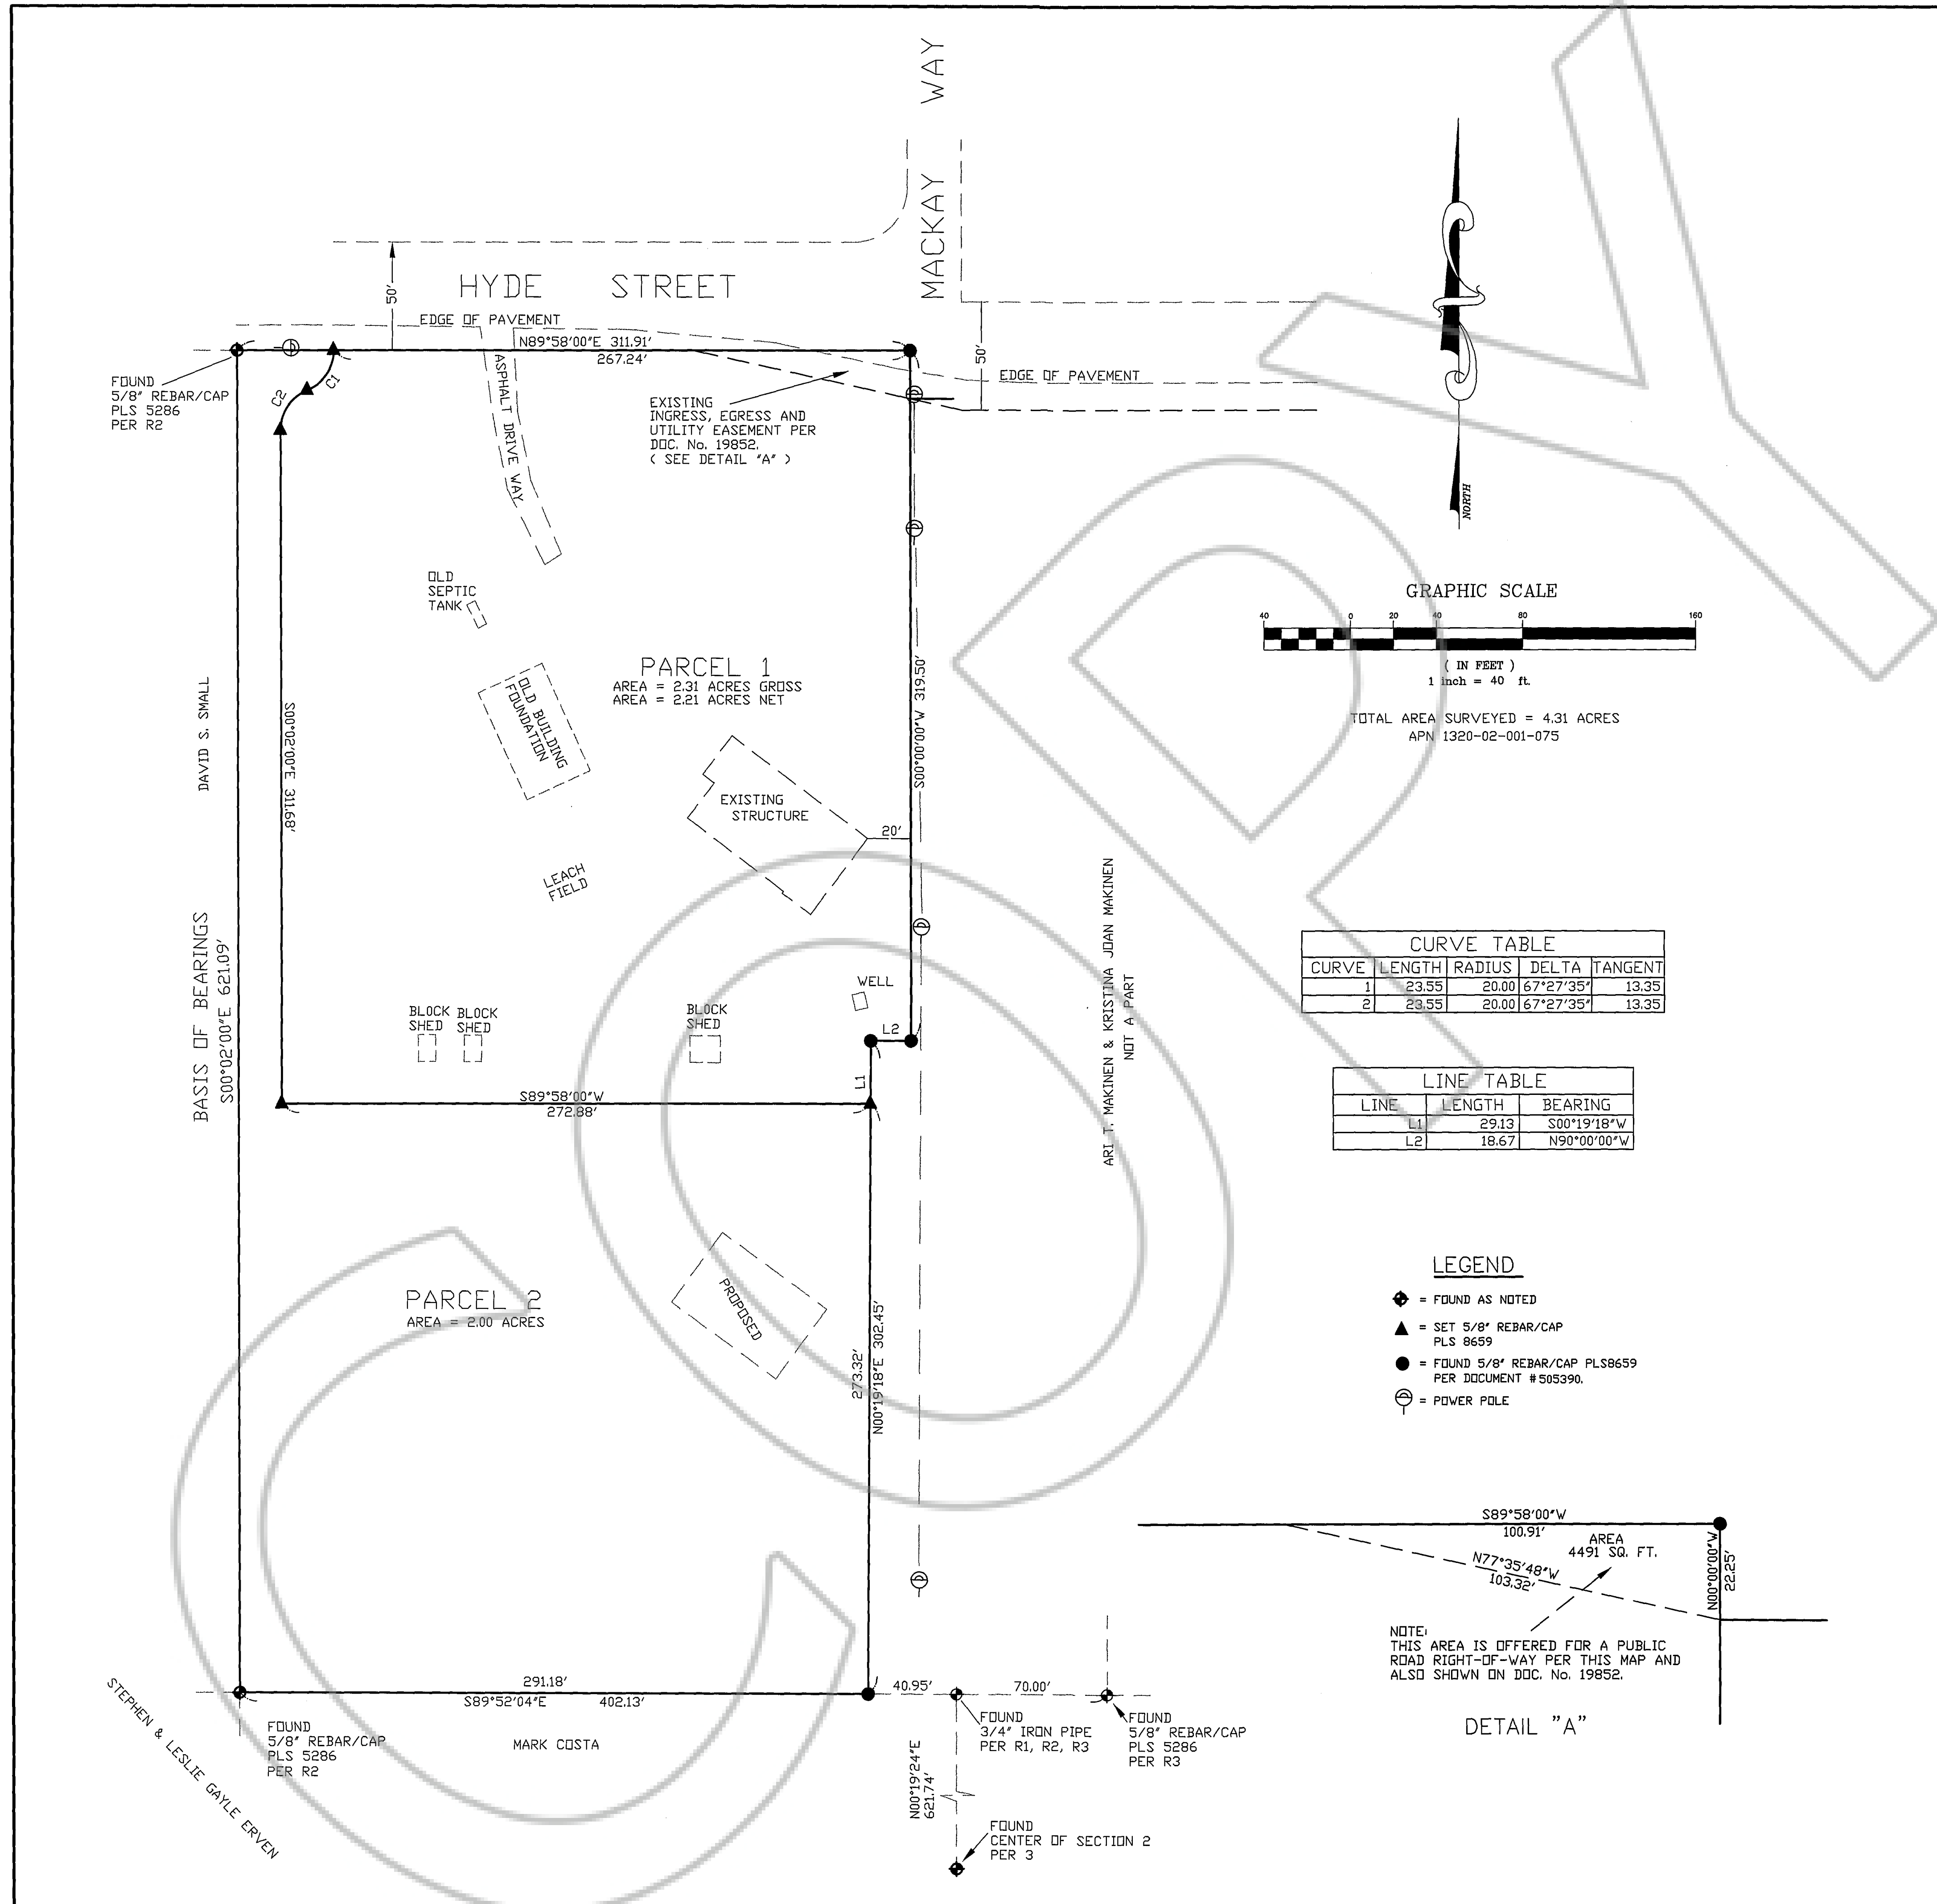 MACKAY WAY
HYDE STREET
50'
EDGE OF PAVEMENT
N89°58'00"E 311.91'
267.24'
50'
EDGE OF PAVEMENT
FOUND
5/8" REBAR/CAP
PLS 5286
PER R2
C2
C1
ASPHALT DRIVE WAY
EXISTING
INGRESS, EGRESS AND
UTILITY EASEMENT PER
DOC. No. 19852.
( SEE DETAIL "A" )
NORTH
OLD
SEPTIC
TANK
GRAPHIC SCALE
40 0 20 40 80 160
( IN FEET )
1 inch = 40 ft.
TOTAL AREA SURVEYED = 4.31 ACRES
APN 1320-02-001-075
PARCEL 1
AREA = 2.31 ACRES GROSS
AREA = 2.21 ACRES NET
OLD BUILDING
FOUNDATION
S00°00'00"W 319.50'
DAVID S. SMALL
S00°02'00"E 311.68'
EXISTING
STRUCTURE
20'
LEACH
FIELD
BASIS OF BEARINGS
S00°02'00"E 621.09'
ARI T. MAKINEN & KRISTINA JOAN MAKINEN
NOT A PART
CURVE TABLE
CURVE LENGTH RADIUS DELTA TANGENT
1 23.55 20.00 67°27'35" 13.35
2 23.55 20.00 67°27'35" 13.35
WELL
BLOCK
SHED
BLOCK
SHED
BLOCK
SHED
L2
L1
S89°58'00"W
272.88'
LINE TABLE
LINE LENGTH BEARING
L1 29.13 S00°19'18"W
L2 18.67 N90°00'00"W
PARCEL 2
AREA = 2.00 ACRES
PROPOSED
273.32'
N00°19'18"E 302.45'
LEGEND
= FOUND AS NOTED
= SET 5/8" REBAR/CAP
PLS 8659
= FOUND 5/8" REBAR/CAP PLS8659
PER DOCUMENT #505390.
= POWER POLE
S89°58'00"W
100.91'
AREA
4491 SQ. FT.
N77°35'48"W
103.32'
N00°00'00"W
22.25'
NOTE:
THIS AREA IS OFFERED FOR A PUBLIC
ROAD RIGHT-OF-WAY PER THIS MAP AND
ALSO SHOWN ON DOC. No. 19852.
DETAIL "A"
291.18'
S89°52'04"E 402.13'
40.95' 70.00'
FOUND
5/8" REBAR/CAP
PLS 5286
PER R2
MARK COSTA
FOUND
3/4" IRON PIPE
PER R1, R2, R3
FOUND
5/8" REBAR/CAP
PLS 5286
PER R3
STEPHEN & LESLIE GAYLE ERVEN
N00°19'24"E
621.74'
FOUND
CENTER OF SECTION 2
PER 3
COPY